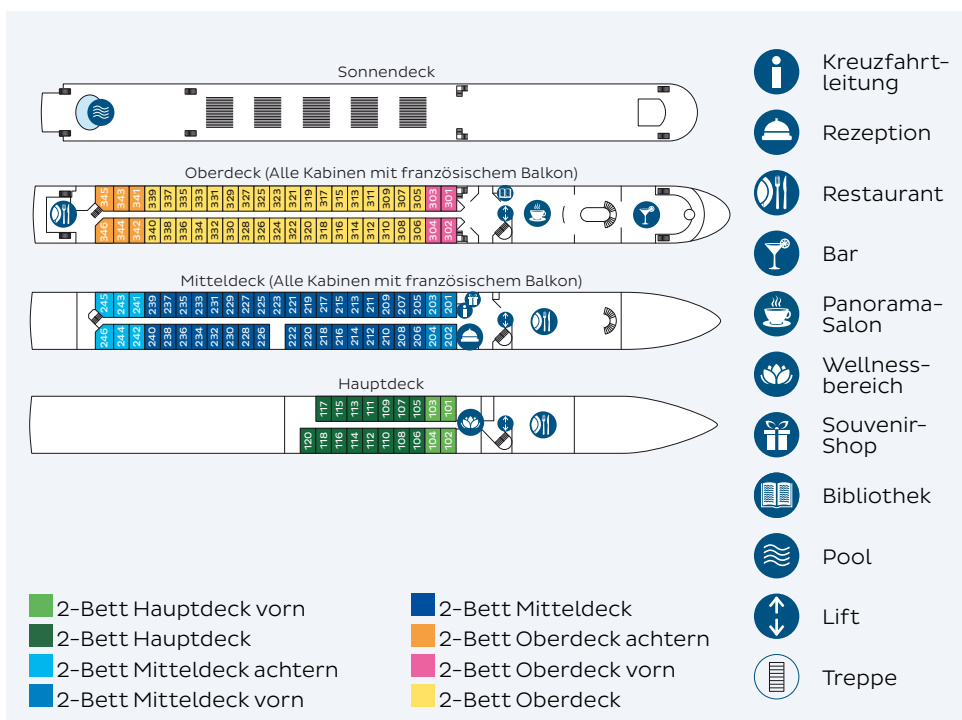 Sonnendeck
Oberdeck (Alle Kabinen mit französischem Balkon)
345 343 341 339 337 335 333 331 329 327 325 323 321 319 317 315 313 311 309 307 305 303 301
346 344 342 340 338 336 334 332 330 328 326 324 322 320 318 316 314 312 310 308 306 304 302
Mitteldeck (Alle Kabinen mit französischem Balkon)
245 243 241 239 237 235 233 231 229 227 225 223 221 219 217 215 213 211 209 207 205 203 201
246 244 242 240 238 236 234 232 230 228 226 222 220 218 216 214 212 210 208 206 204 202
Hauptdeck
117 115 113 111 109 107 105 103 101
120 118 116 114 112 110 108 106 104 102
Kreuzfahrt-
leitung
Rezeption
Restaurant
Bar
Panorama-
Salon
Wellness-
bereich
Souvenir-
Shop
Bibliothek
Pool
Lift
Treppe
2-Bett Hauptdeck vorn
2-Bett Hauptdeck
2-Bett Mitteldeck achtern
2-Bett Mitteldeck vorn
2-Bett Mitteldeck
2-Bett Oberdeck achtern
2-Bett Oberdeck vorn
2-Bett Oberdeck